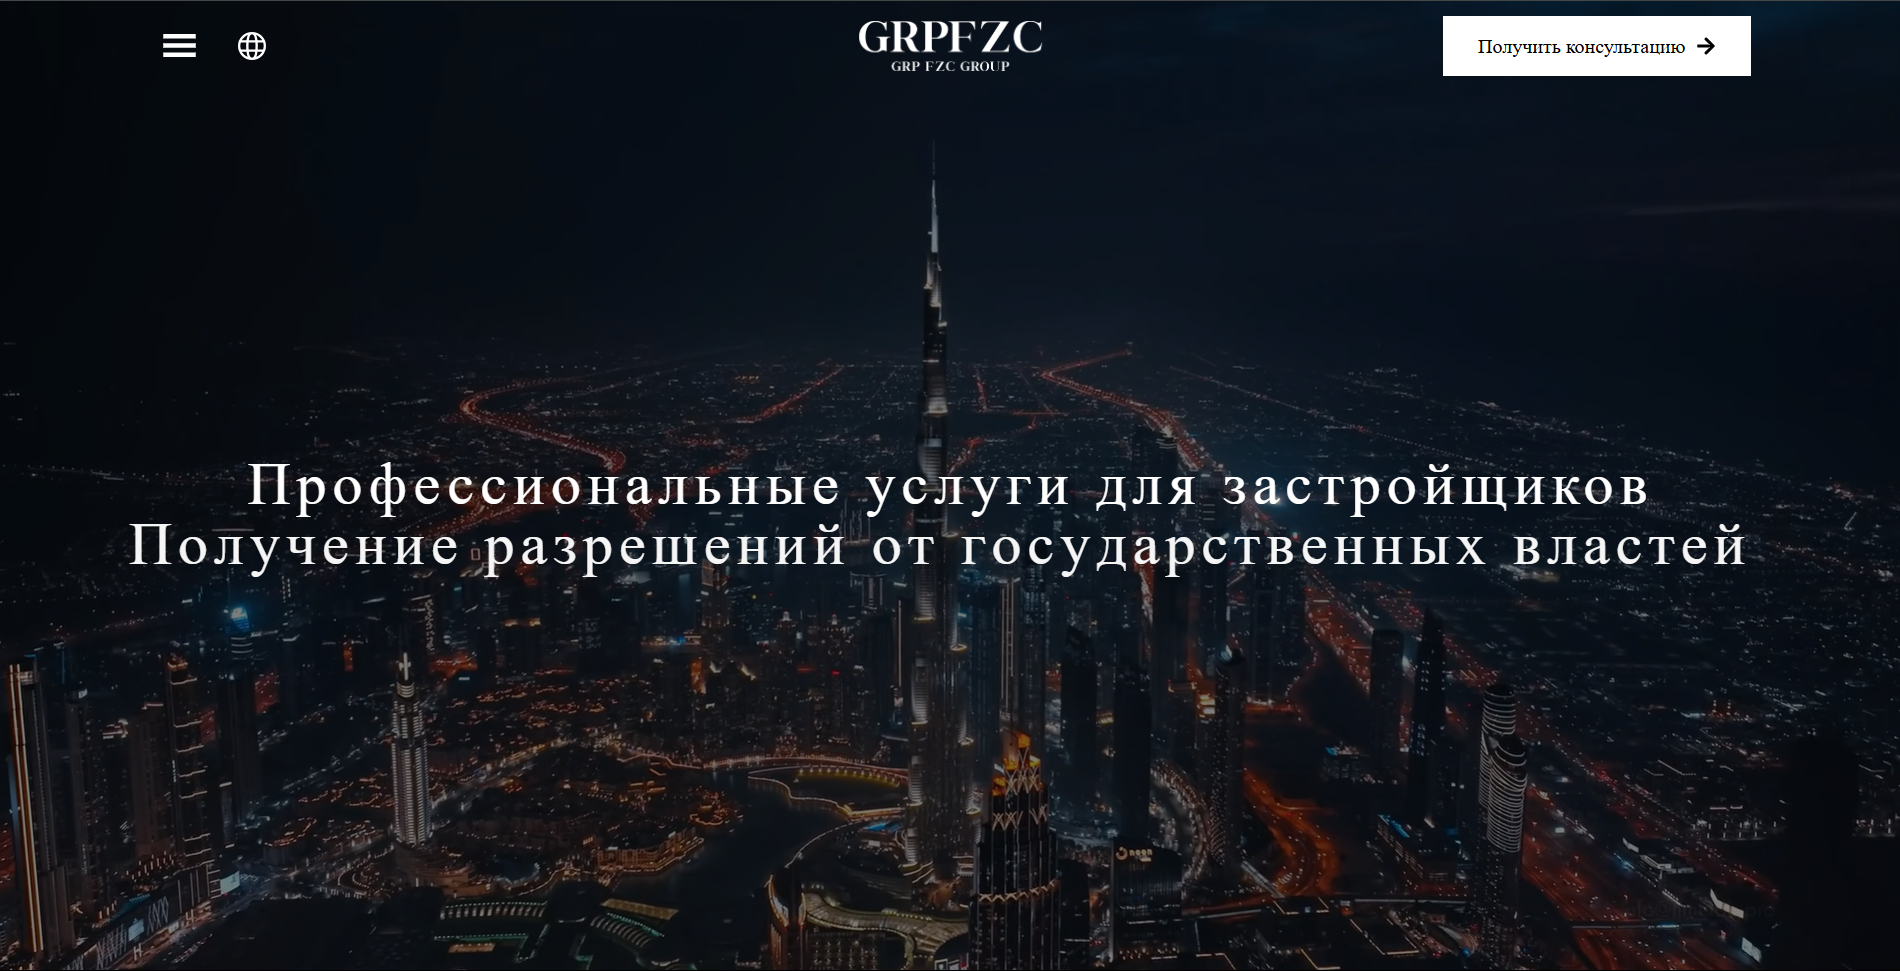 GRPFZC
GRP FZC GROUP
Получить консультацию
Профессиональные услуги для застройщиков
Получение разрешений от государственных властей